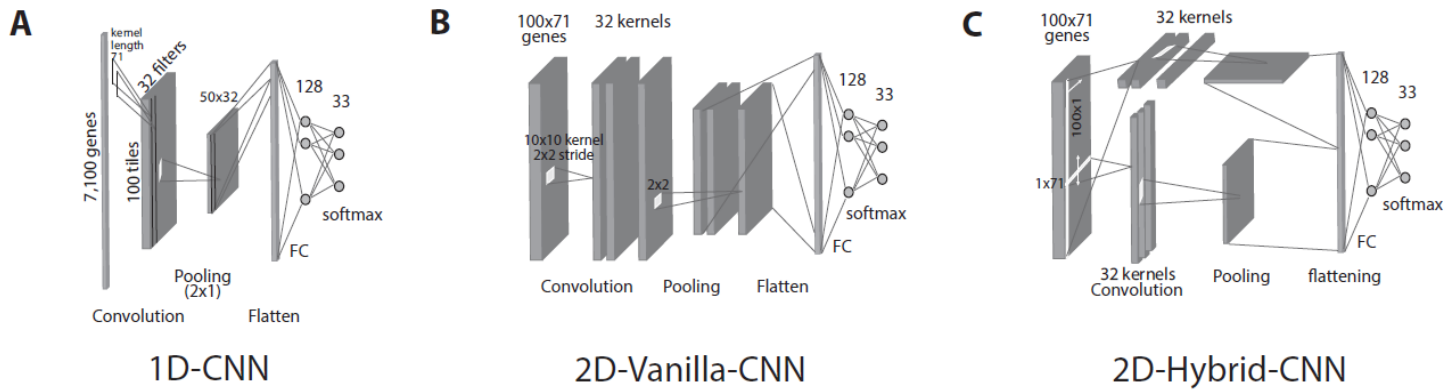 A
kernel
length
71
32 filters
7,100 genes
100 tiles
50x32
128
33
softmax
FC
Pooling
(2x1)
Convolution
Flatten
1D-CNN
B
100x71
genes
32 kernels
10x10 kernel
2x2 stride
2x2
128
33
softmax
FC
Convolution
Pooling
Flatten
2D-Vanilla-CNN
C
100x71
genes
32 kernels
100x1
1x71
128
33
softmax
FC
32 kernels
Convolution
Pooling
flattening
2D-Hybrid-CNN